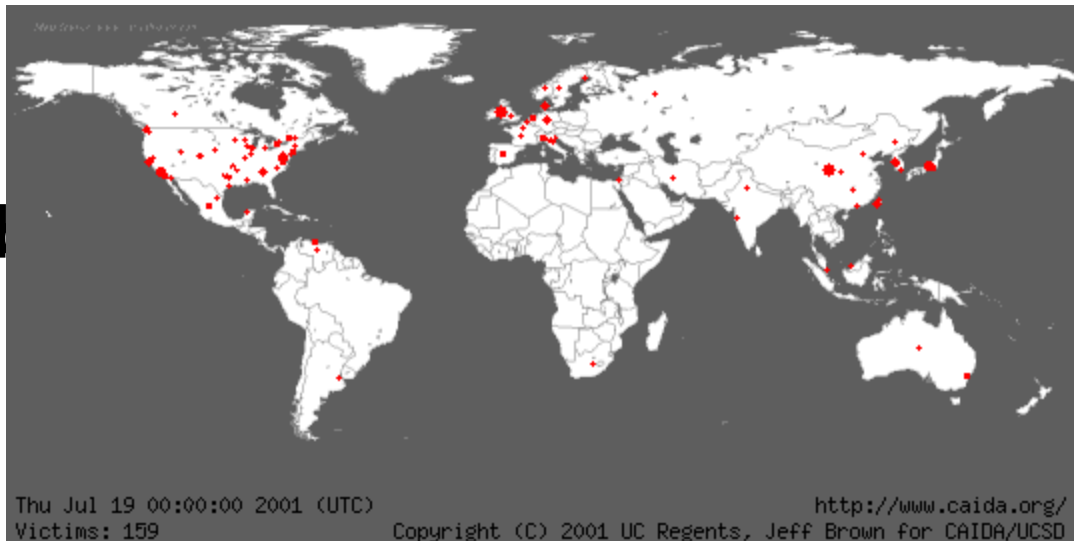 Thu Jul 19 00:00:00 2001 (UTC)
http://www.caida.org/
Victims: 159
Copyright (C) 2001 UC Regents, Jeff Brown for CAIDA/UCSD